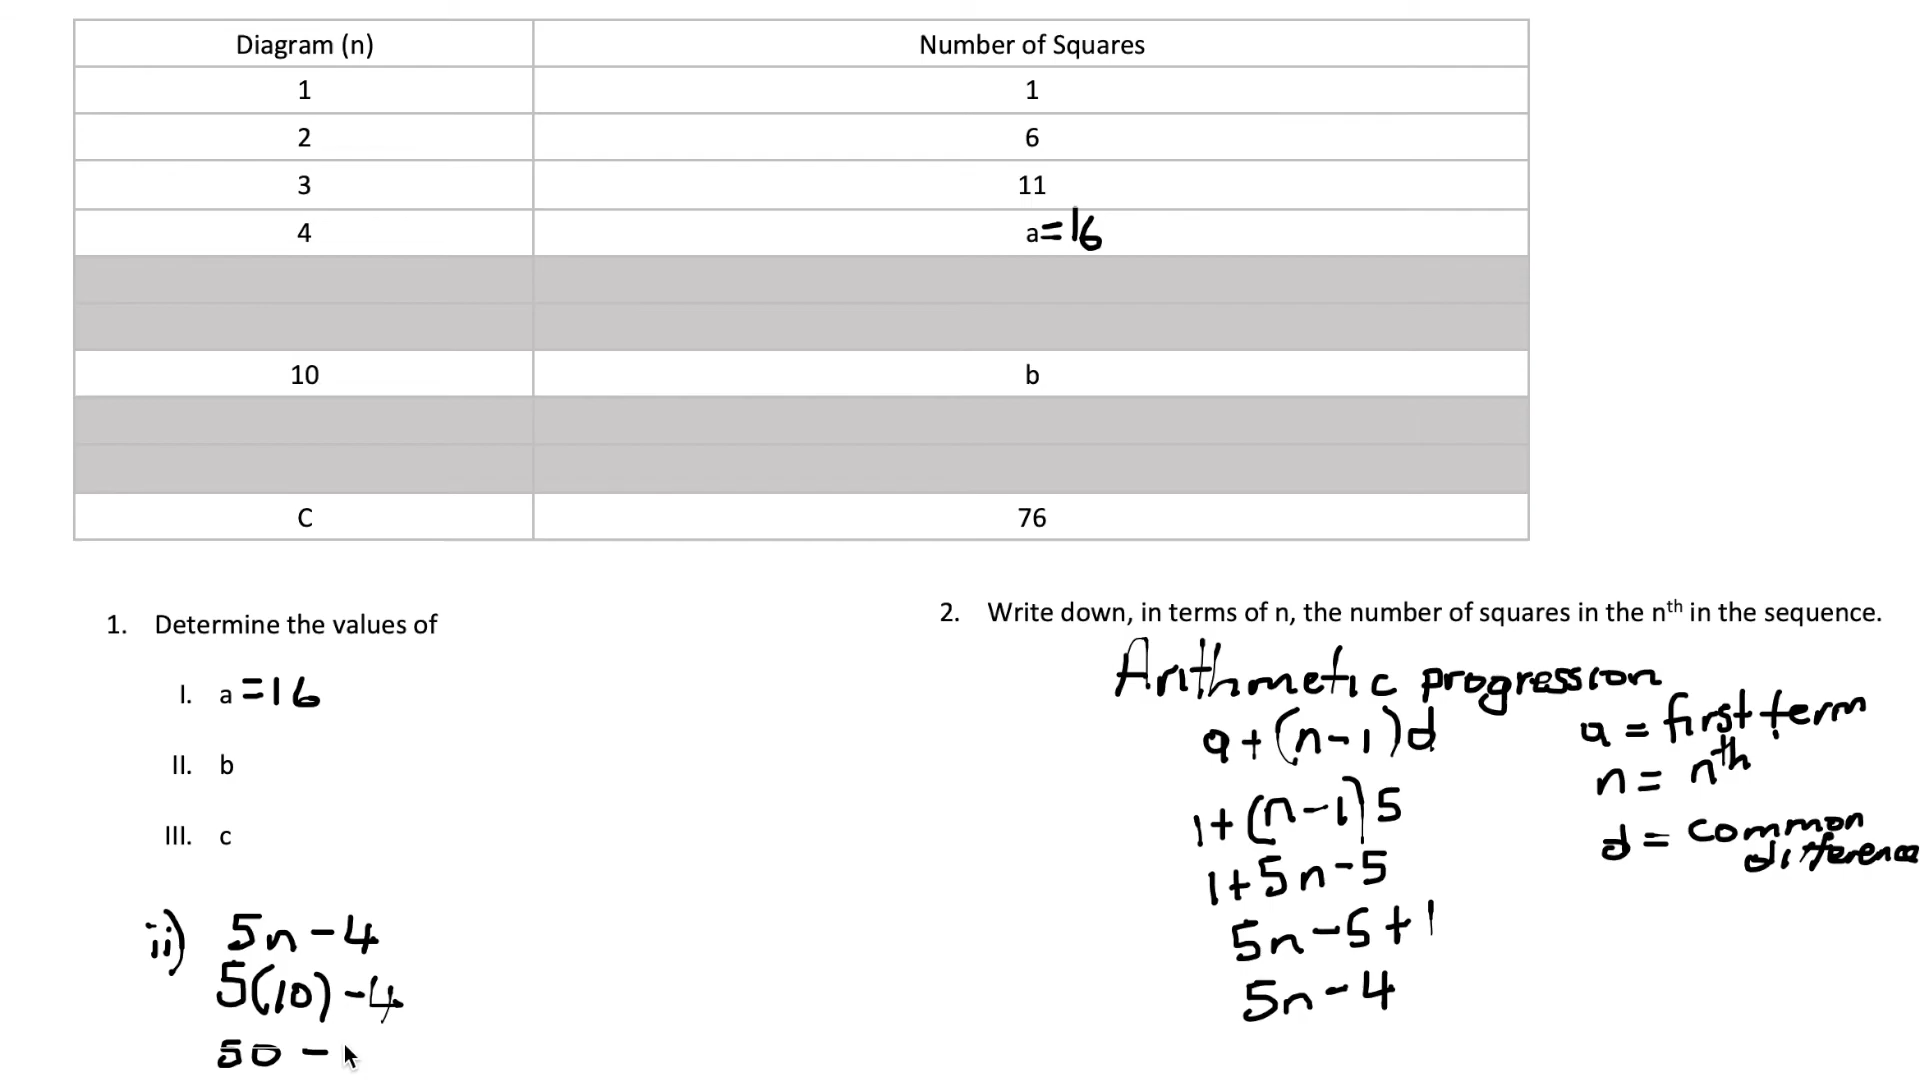 Diagram (n) Number of Squares
1 1
2 6
3 11
4 a=16
10 b
C 76
1. Determine the values of
I. a =16
II. b
III. c
ii) 5n-4
5(10)-4
50 -
2. Write down, in terms of n, the number of squares in the nth in the sequence.
Arithmetic progression
a+(n-1)d
1+(n-1)5
1+5n-5
5n-5+1
5n-4
a = first term
n = nth
d = common
difference